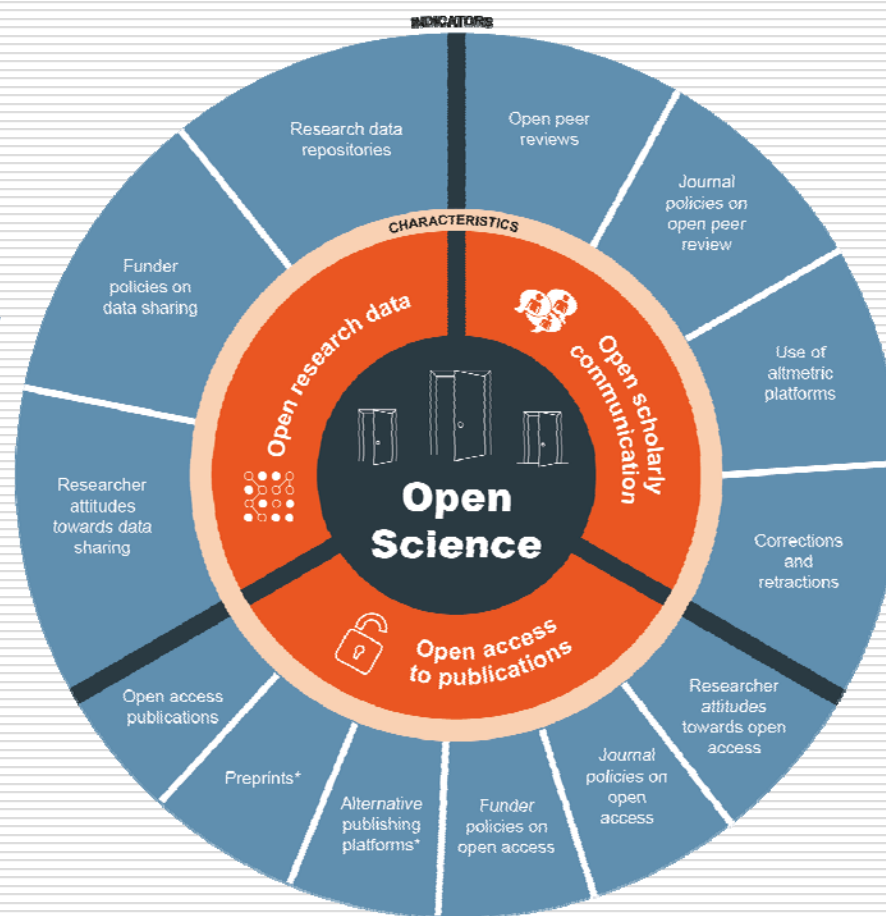 INDICATORS
Research data
repositories
Open peer
reviews
Journal
policies on
open peer
review
Use of
altmetric
platforms
Corrections
and
retractions
Researcher
attitudes
towards open
access
Journal
policies on
open
access
Funder
policies on
open access
Alternative
publishing
platforms*
Preprints*
Open access
publications
Researcher
attitudes
towards data
sharing
Funder
policies on
data sharing
CHARACTERISTICS
Open research data
Open scholarly
communication
Open access
to publications
Open
Science